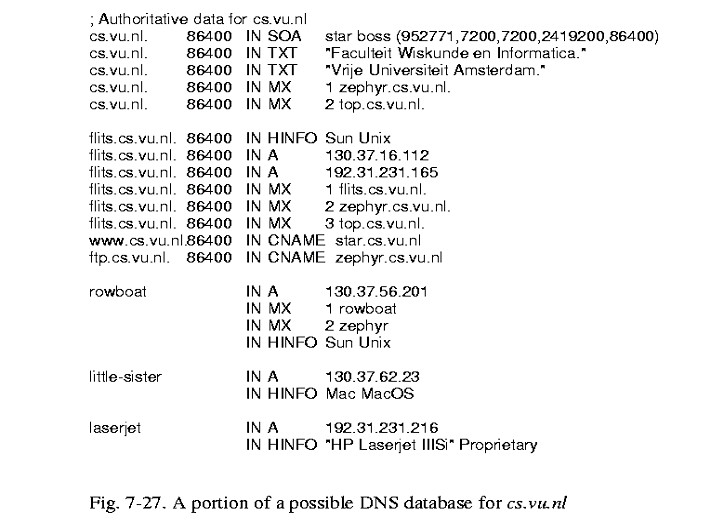 ; Authoritative data for cs.vu.nl
cs.vu.nl. 86400 IN SOA star boss (952771,7200,7200,2419200,86400)
cs.vu.nl. 86400 IN TXT "Faculteit Wiskunde en Informatica."
cs.vu.nl. 86400 IN TXT "Vrije Universiteit Amsterdam."
cs.vu.nl. 86400 IN MX 1 zephyr.cs.vu.nl.
cs.vu.nl. 86400 IN MX 2 top.cs.vu.nl.
flits.cs.vu.nl. 86400 IN HINFO Sun Unix
flits.cs.vu.nl. 86400 IN A 130.37.16.112
flits.cs.vu.nl. 86400 IN A 192.31.231.165
flits.cs.vu.nl. 86400 IN MX 1 flits.cs.vu.nl.
flits.cs.vu.nl. 86400 IN MX 2 zephyr.cs.vu.nl.
flits.cs.vu.nl. 86400 IN MX 3 top.cs.vu.nl.
www.cs.vu.nl.86400 IN CNAME star.cs.vu.nl
ftp.cs.vu.nl. 86400 IN CNAME zephyr.cs.vu.nl
rowboat IN A 130.37.56.201
IN MX 1 rowboat
IN MX 2 zephyr
IN HINFO Sun Unix
little-sister IN A 130.37.62.23
IN HINFO Mac MacOS
laserjet IN A 192.31.231.216
IN HINFO "HP Laserjet IIISi" Proprietary
Fig. 7-27. A portion of a possible DNS database for cs.vu.nl